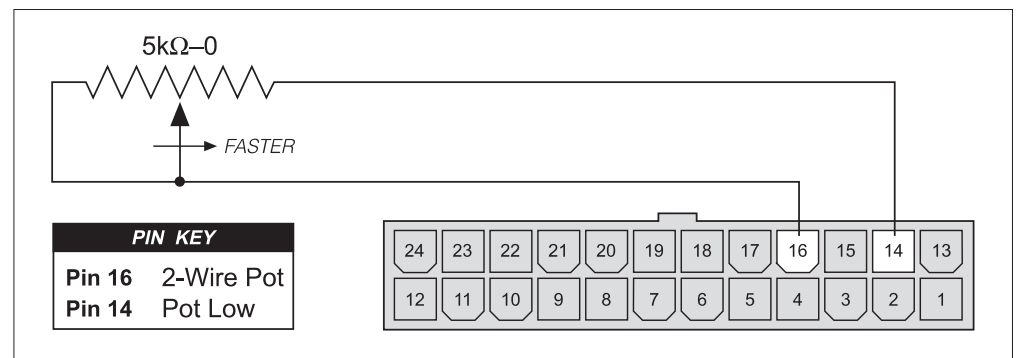 5kΩ–0
FASTER
PIN KEY
Pin 16 2-Wire Pot
Pin 14 Pot Low
24 23 22 21 20 19 18 17 16 15 14 13
12 11 10 9 8 7 6 5 4 3 2 1